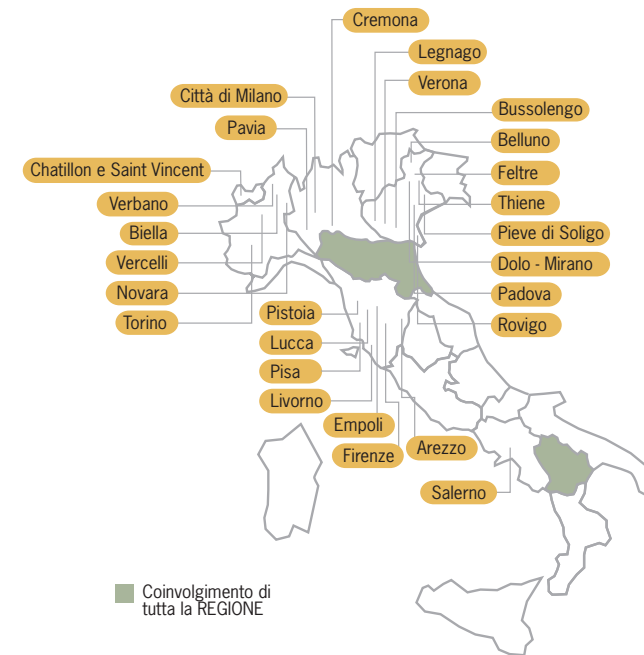 Cremona
Legnago
Verona
Città di Milano
Bussolengo
Pavia
Belluno
Chatillon e Saint Vincent
Feltre
Verbano
Thiene
Biella
Pieve di Soligo
Vercelli
Dolo - Mirano
Novara
Padova
Pistoia
Torino
Rovigo
Lucca
Pisa
Livorno
Empoli
Arezzo
Firenze
Salerno
Coinvolgimento di
tutta la REGIONE